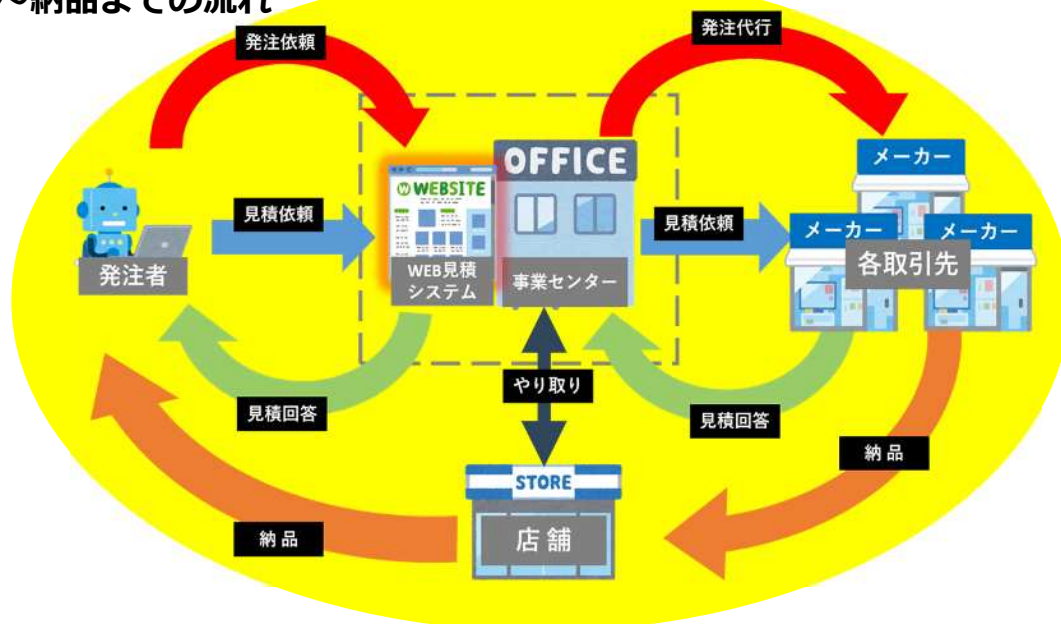 ～納品までの流れ
発注依頼
発注代行
OFFICE
WEBSITE
メーカー
メーカー
メーカー
見積依頼
見積依頼
発注者
WEB見積
システム
事業センター
各取引先
やり取り
見積回答
見積回答
納品
STORE
店舗
納品